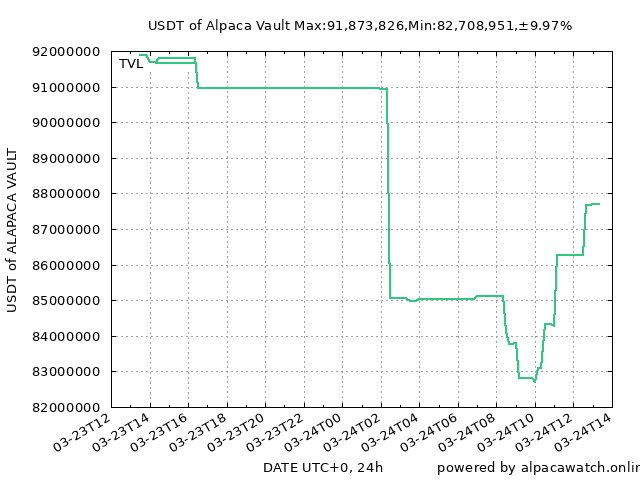 USDT of Alpaca Vault Max:91,873,826,Min:82,708,951,±9.97%
92000000
91000000
90000000
89000000
88000000
87000000
86000000
85000000
84000000
83000000
82000000
USDT of ALAPACA VAULT
TVL
03-23T12
03-23T14
03-23T16
03-23T18
03-23T20
03-23T22
03-24T00
03-24T02
03-24T04
03-24T06
03-24T08
03-24T10
03-24T12
03-24T14
DATE UTC+0, 24h
powered by alpacawatch.onlin